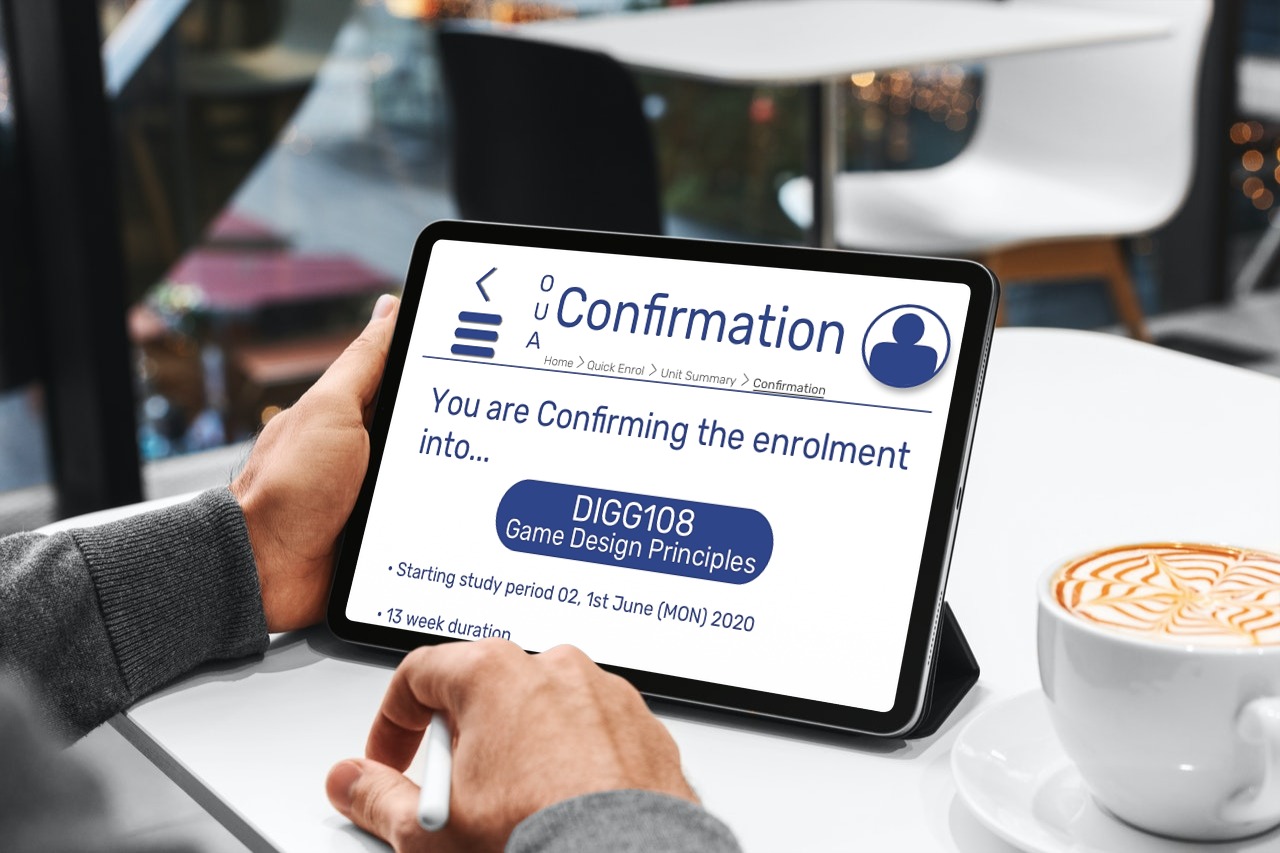 OUA
Confirmation
Home > Quick Enrol > Unit Summary > Confirmation
You are Confirming the enrolment
into...
DIGG108
Game Design Principles
• Starting study period 02, 1st June (MON) 2020
• 13 week duration